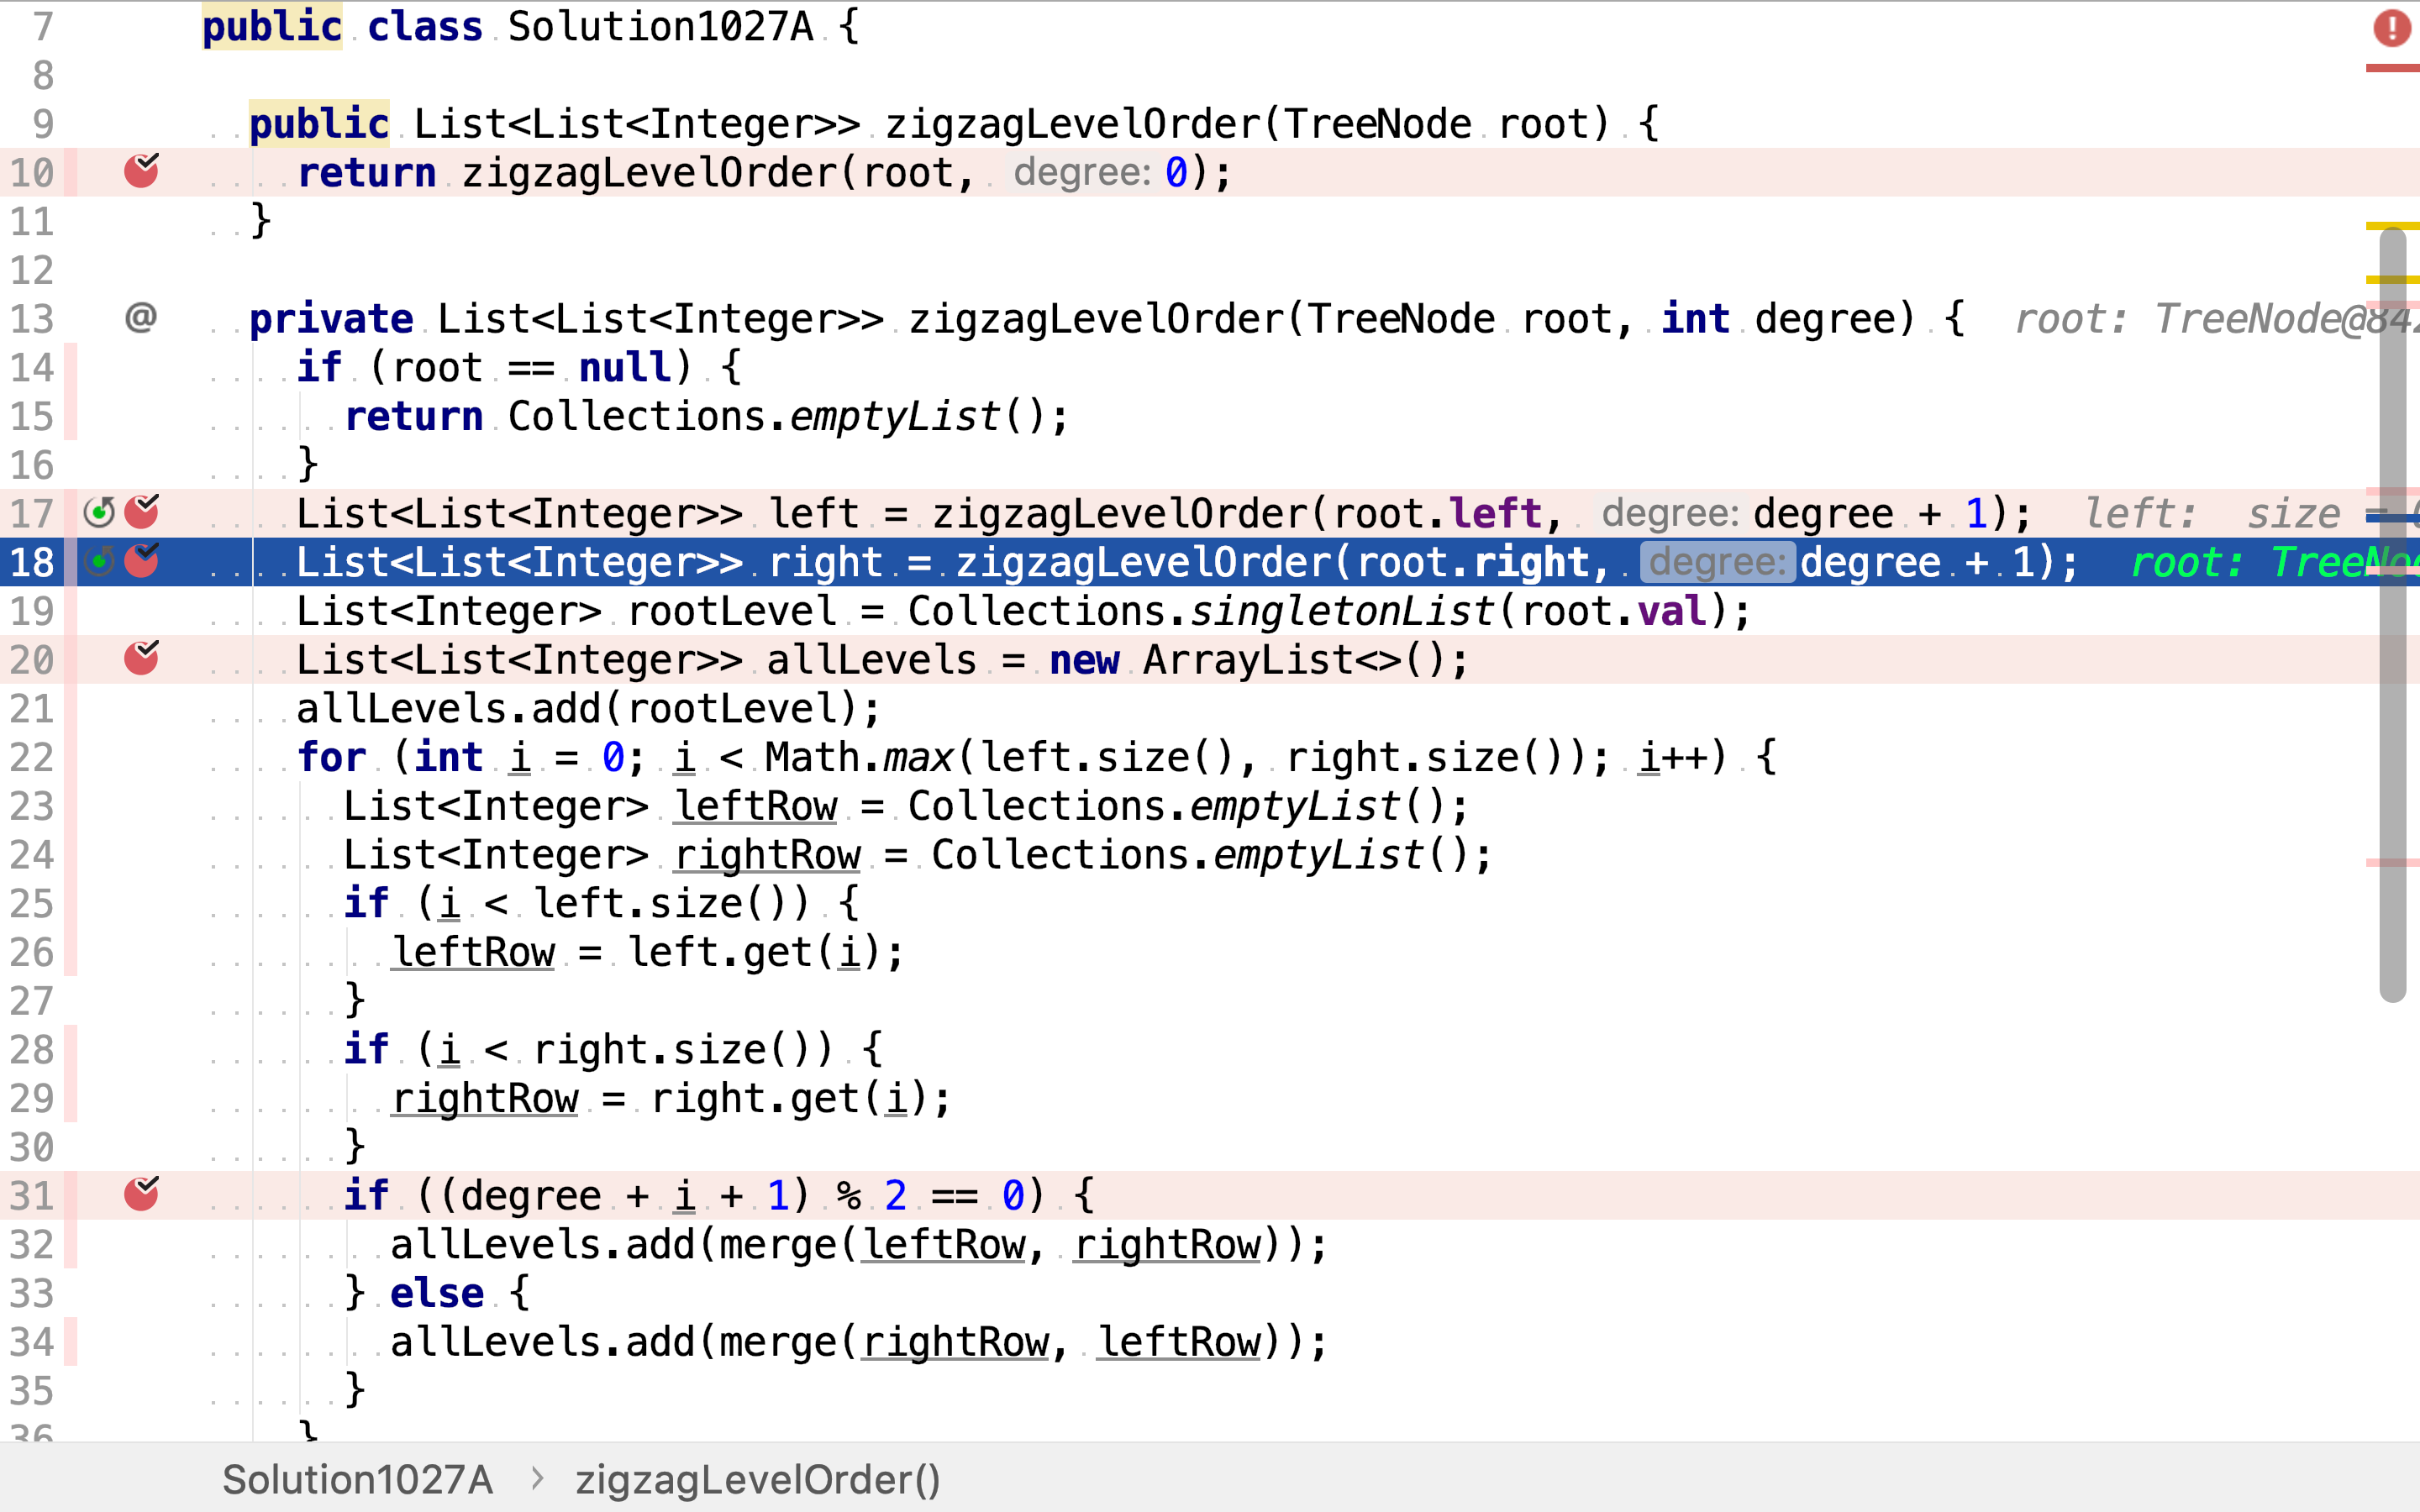 7 public class Solution1027A {
8
9 public List<List<Integer>> zigzagLevelOrder(TreeNode root) {
10 return zigzagLevelOrder(root, degree: 0);
11 }
12
13 @ private List<List<Integer>> zigzagLevelOrder(TreeNode root, int degree) { root: TreeNode@842
14 if (root == null) {
15 return Collections.emptyList();
16 }
17 List<List<Integer>> left = zigzagLevelOrder(root.left, degree: degree + 1); left: size =
18 List<List<Integer>> right = zigzagLevelOrder(root.right, degree: degree + 1); root: TreeNo
19 List<Integer> rootLevel = Collections.singletonList(root.val);
20 List<List<Integer>> allLevels = new ArrayList<>();
21 allLevels.add(rootLevel);
22 for (int i = 0; i < Math.max(left.size(), right.size()); i++) {
23 List<Integer> leftRow = Collections.emptyList();
24 List<Integer> rightRow = Collections.emptyList();
25 if (i < left.size()) {
26 leftRow = left.get(i);
27 }
28 if (i < right.size()) {
29 rightRow = right.get(i);
30 }
31 if ((degree + i + 1) % 2 == 0) {
32 allLevels.add(merge(leftRow, rightRow));
33 } else {
34 allLevels.add(merge(rightRow, leftRow));
35 }
36 }
Solution1027A › zigzagLevelOrder()